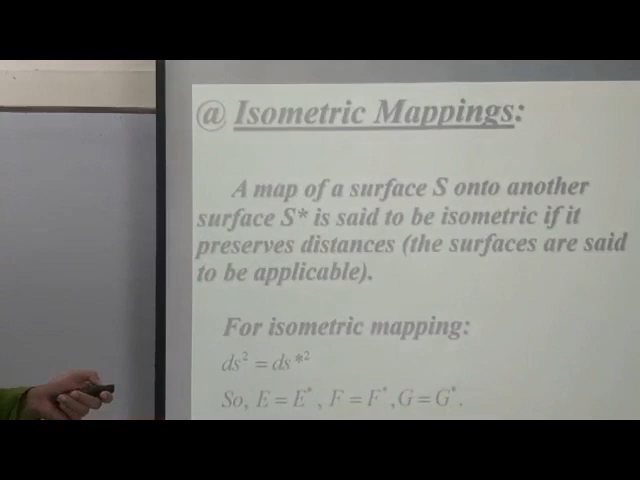 @ Isometric Mappings:
A map of a surface S onto another
surface S* is said to be isometric if it
preserves distances (the surfaces are said
to be applicable).
For isometric mapping:
ds² = ds*²
So, E = E*, F = F*, G = G*.